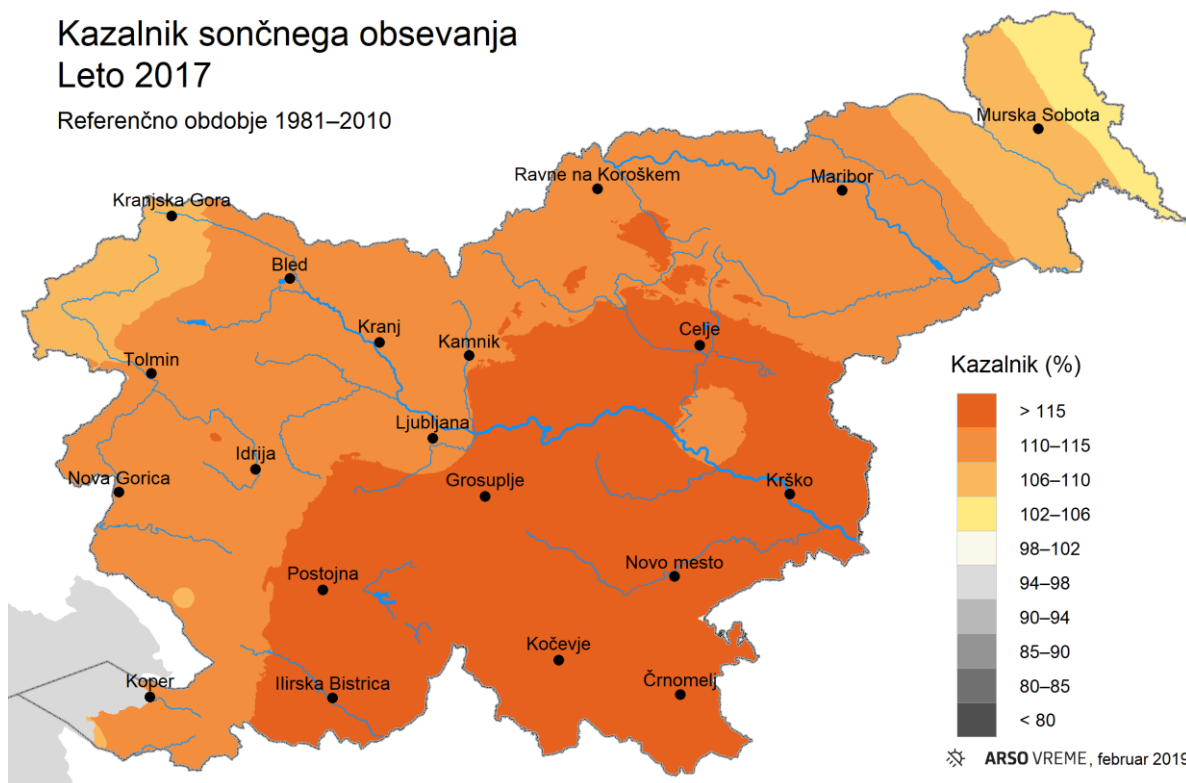 Kazalnik sončnega obsevanja
Leto 2017
Referenčno obdobje 1981–2010
Murska Sobota
Ravne na Koroškem
Maribor
Kranjska Gora
Bled
Kranj
Kamnik
Celje
Tolmin
Kazalnik (%)
> 115
110–115
106–110
102–106
98–102
94–98
90–94
85–90
80–85
< 80
Ljubljana
Idrija
Nova Gorica
Grosuplje
Krško
Postojna
Novo mesto
Kočevje
Koper
Ilirska Bistrica
Črnomelj
ARSO VREME, februar 2019